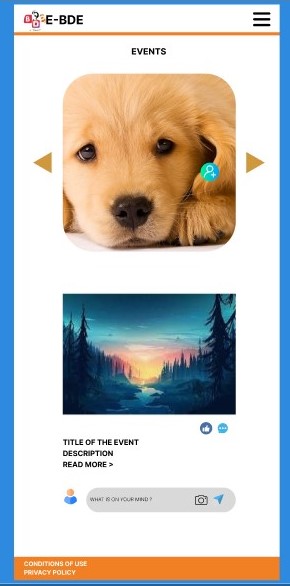 E-BDE
EVENTS
TITLE OF THE EVENT
DESCRIPTION
READ MORE >
WHAT IS ON YOUR MIND ?
CONDITIONS OF USE
PRIVACY POLICY